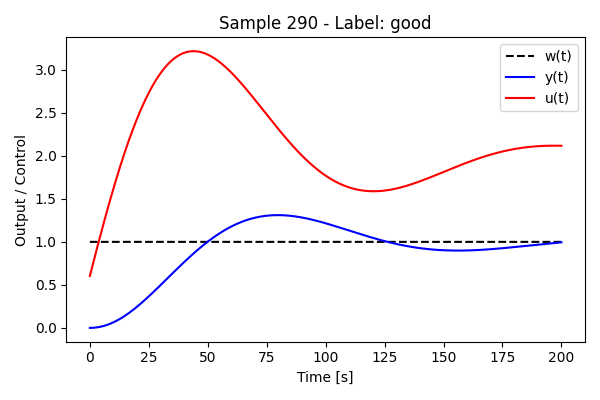 Sample 290 - Label: good
w(t)
y(t)
u(t)
Output / Control
3.0
2.5
2.0
1.5
1.0
0.5
0.0
0 25 50 75 100 125 150 175 200
Time [s]